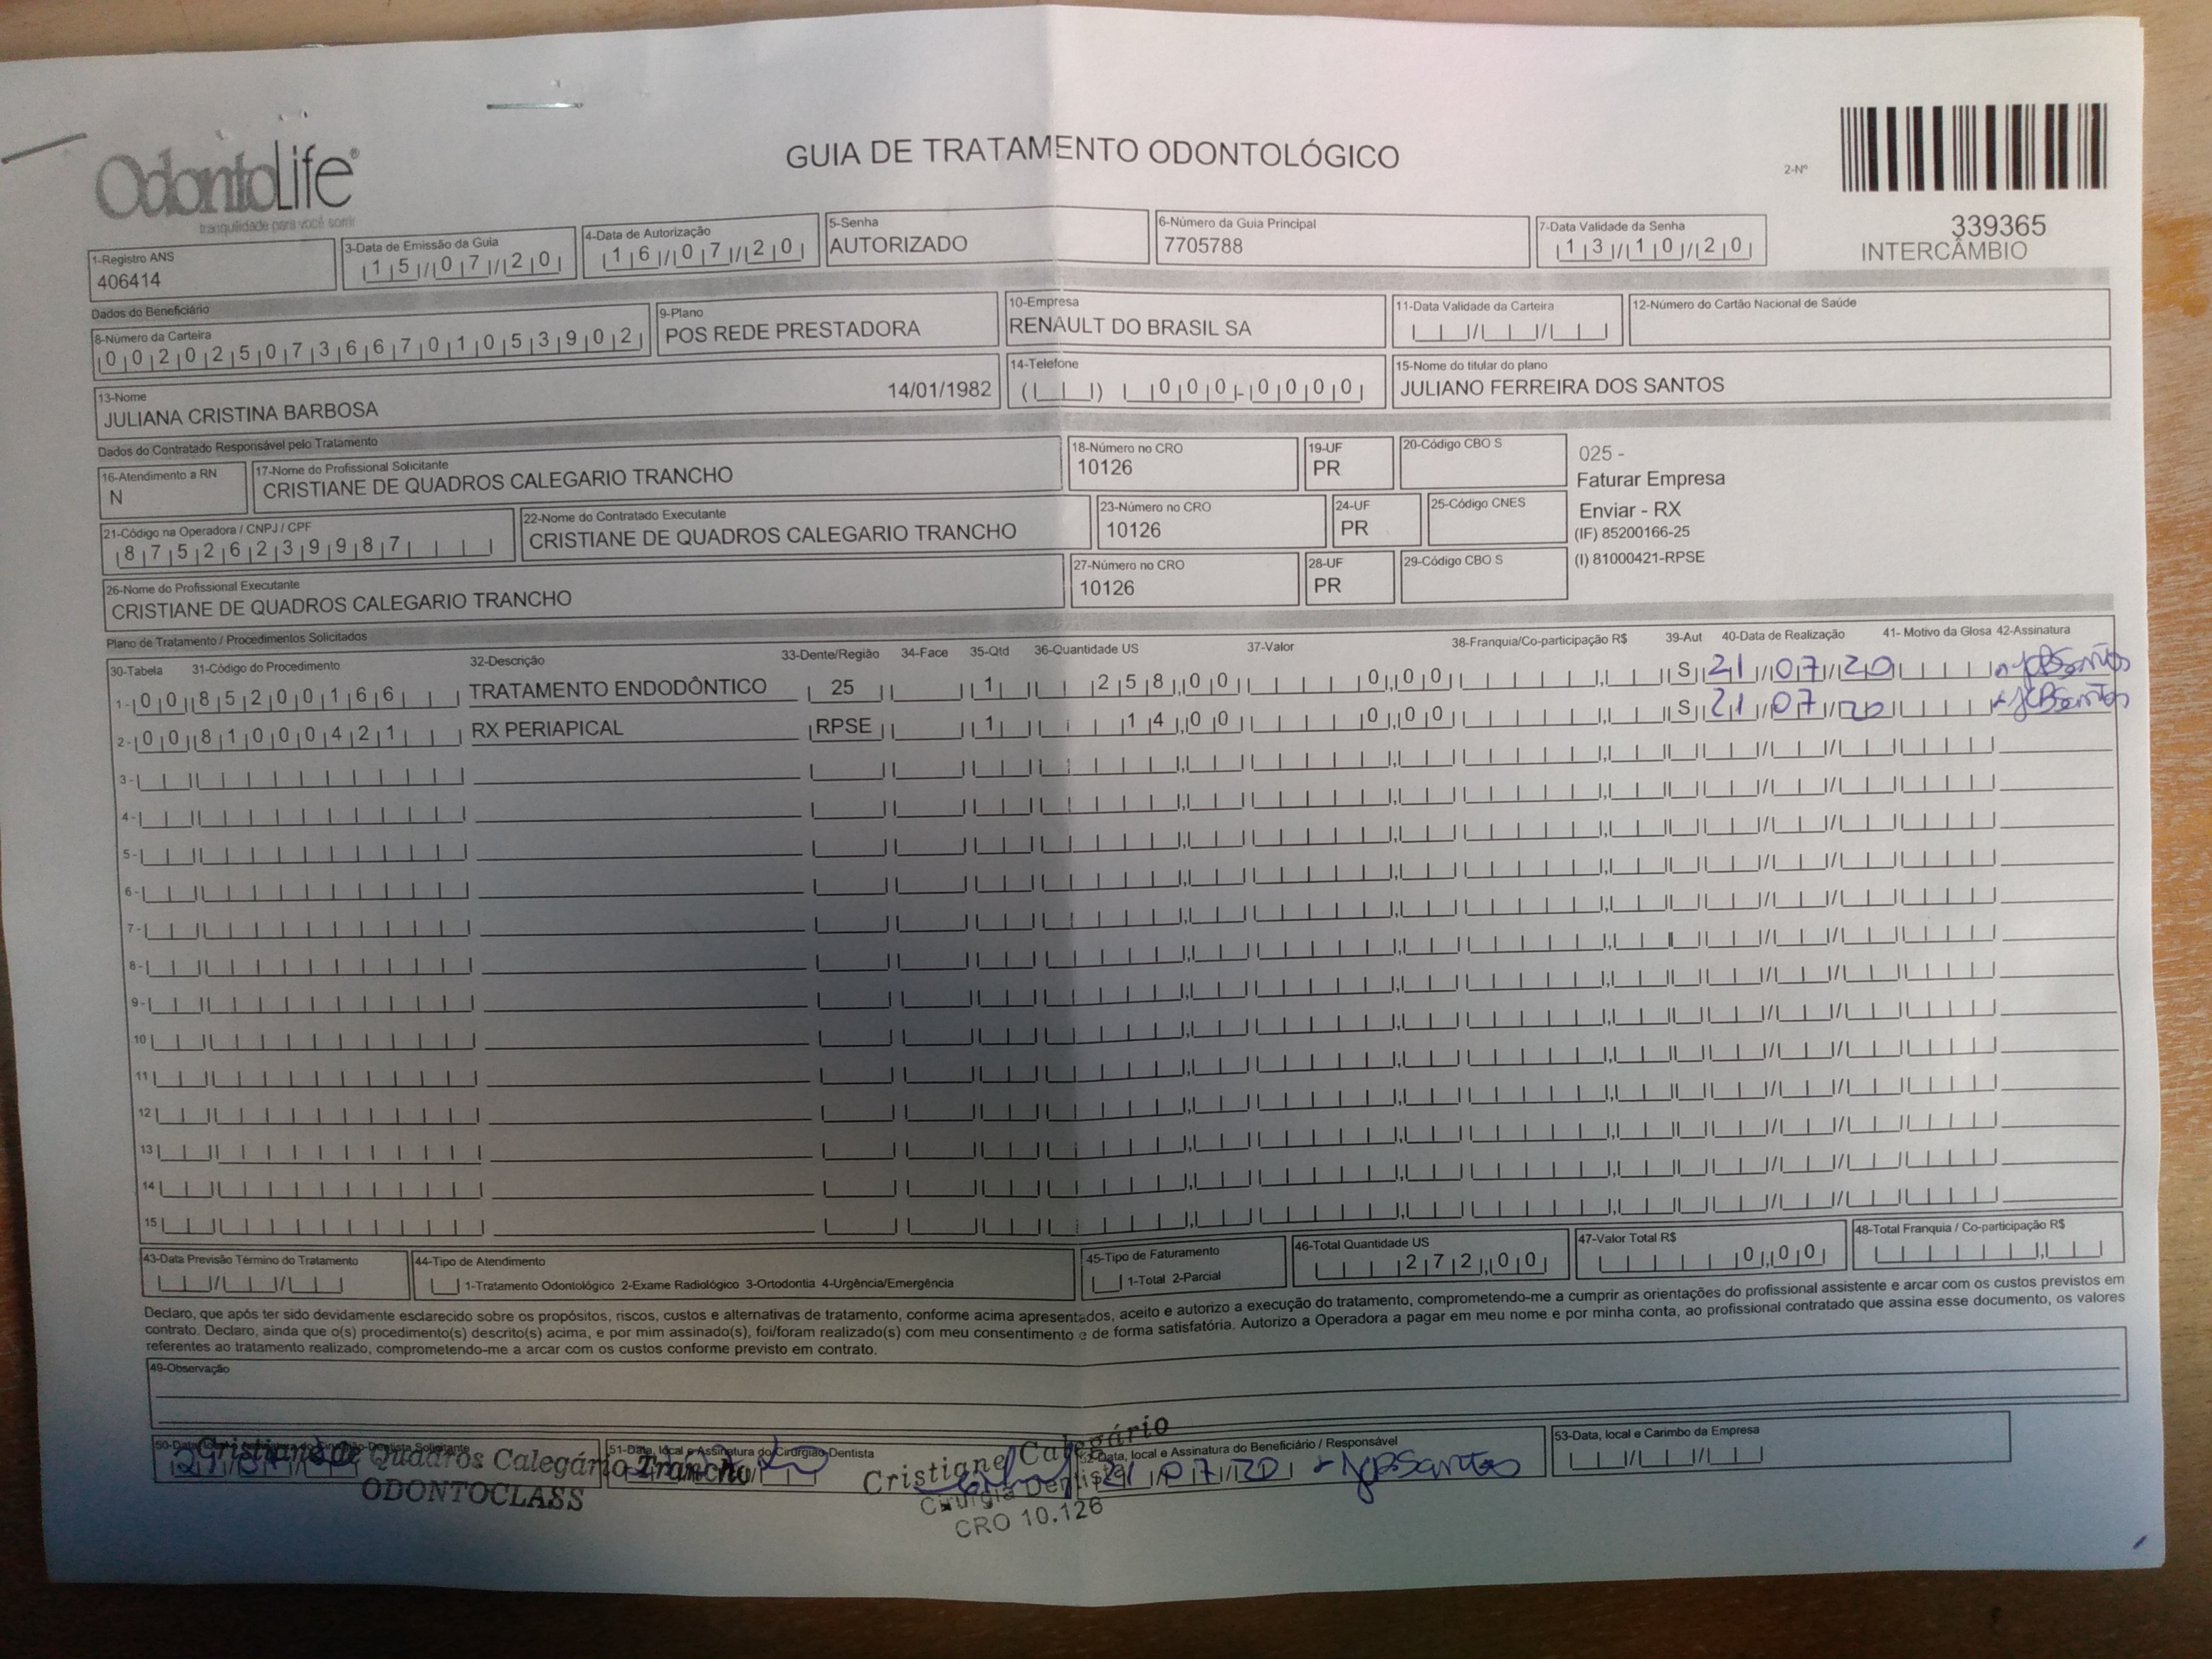 OdontoLife®
tranquilidade para você sorrir
GUIA DE TRATAMENTO ODONTOLÓGICO
2-Nº
339365
INTERCÂMBIO
1-Registro ANS
406414
3-Data de Emissão da Guia
15/07/20
4-Data de Autorização
16/07/20
5-Senha
AUTORIZADO
6-Número da Guia Principal
7705788
7-Data Validade da Senha
13/10/20
Dados do Beneficiário
8-Número da Carteira
00202507366701053902
9-Plano
POS REDE PRESTADORA
10-Empresa
RENAULT DO BRASIL SA
11-Data Validade da Carteira
12-Número do Cartão Nacional de Saúde
13-Nome
JULIANA CRISTINA BARBOSA 14/01/1982
14-Telefone
( ) 000-0000
15-Nome do titular do plano
JULIANO FERREIRA DOS SANTOS
Dados do Contratado Responsável pelo Tratamento
16-Atendimento a RN
N
17-Nome do Profissional Solicitante
CRISTIANE DE QUADROS CALEGARIO TRANCHO
18-Número no CRO
10126
19-UF
PR
20-Código CBO S
025 -
Faturar Empresa
Enviar - RX
(IF) 85200166-25
(I) 81000421-RPSE
21-Código na Operadora / CNPJ / CPF
87526239987
22-Nome do Contratado Executante
CRISTIANE DE QUADROS CALEGARIO TRANCHO
23-Número no CRO
10126
24-UF
PR
25-Código CNES
26-Nome do Profissional Executante
CRISTIANE DE QUADROS CALEGARIO TRANCHO
27-Número no CRO
10126
28-UF
PR
29-Código CBO S
Plano de Tratamento / Procedimentos Solicitados
30-Tabela 31-Código do Procedimento 32-Descrição 33-Dente/Região 34-Face 35-Qtd 36-Quantidade US 37-Valor 38-Franquia/Co-participação R$ 39-Aut 40-Data de Realização 41- Motivo da Glosa 42-Assinatura
1- 00 85200166 TRATAMENTO ENDODÔNTICO 25 1 258,00 0,00 S 21/07/20 JCBSantos
2- 00 81000421 RX PERIAPICAL RPSE 1 14,00 0,00 S 21/07/20 JCBSantos
3-
4-
5-
6-
7-
8-
9-
10
11
12
13
14
15
43-Data Previsão Término do Tratamento
44-Tipo de Atendimento
1-Tratamento Odontológico 2-Exame Radiológico 3-Ortodontia 4-Urgência/Emergência
45-Tipo de Faturamento
1-Total 2-Parcial
46-Total Quantidade US
272,00
47-Valor Total R$
0,00
48-Total Franquia / Co-participação R$
Declaro, que após ter sido devidamente esclarecido sobre os propósitos, riscos, custos e alternativas de tratamento, conforme acima apresentados, aceito e autorizo a execução do tratamento, comprometendo-me a cumprir as orientações do profissional assistente e arcar com os custos previstos em
contrato. Declaro, ainda que o(s) procedimento(s) descrito(s) acima, e por mim assinado(s), foi/foram realizado(s) com meu consentimento e de forma satisfatória. Autorizo a Operadora a pagar em meu nome e por minha conta, ao profissional contratado que assina esse documento, os valores
referentes ao tratamento realizado, comprometendo-me a arcar com os custos conforme previsto em contrato.
49-Observação
Cristiane de Quadros Calegário Trancho
ODONTOCLASS
51-Data, local e Assinatura do Cirurgião-Dentista
Cristiane Calegário
Cirurgiã Dentista
CRO 10.126
52-Data, local e Assinatura do Beneficiário / Responsável
21/07/20 JCBSantos
53-Data, local e Carimbo da Empresa